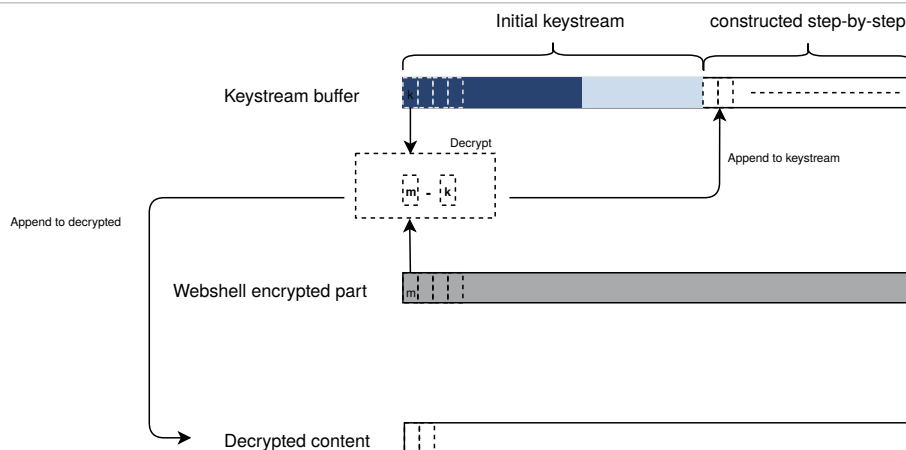 Initial keystream
constructed step-by-step
Keystream buffer
k
Decrypt
m - k
Append to keystream
Append to decrypted
Webshell encrypted part
m
Decrypted content